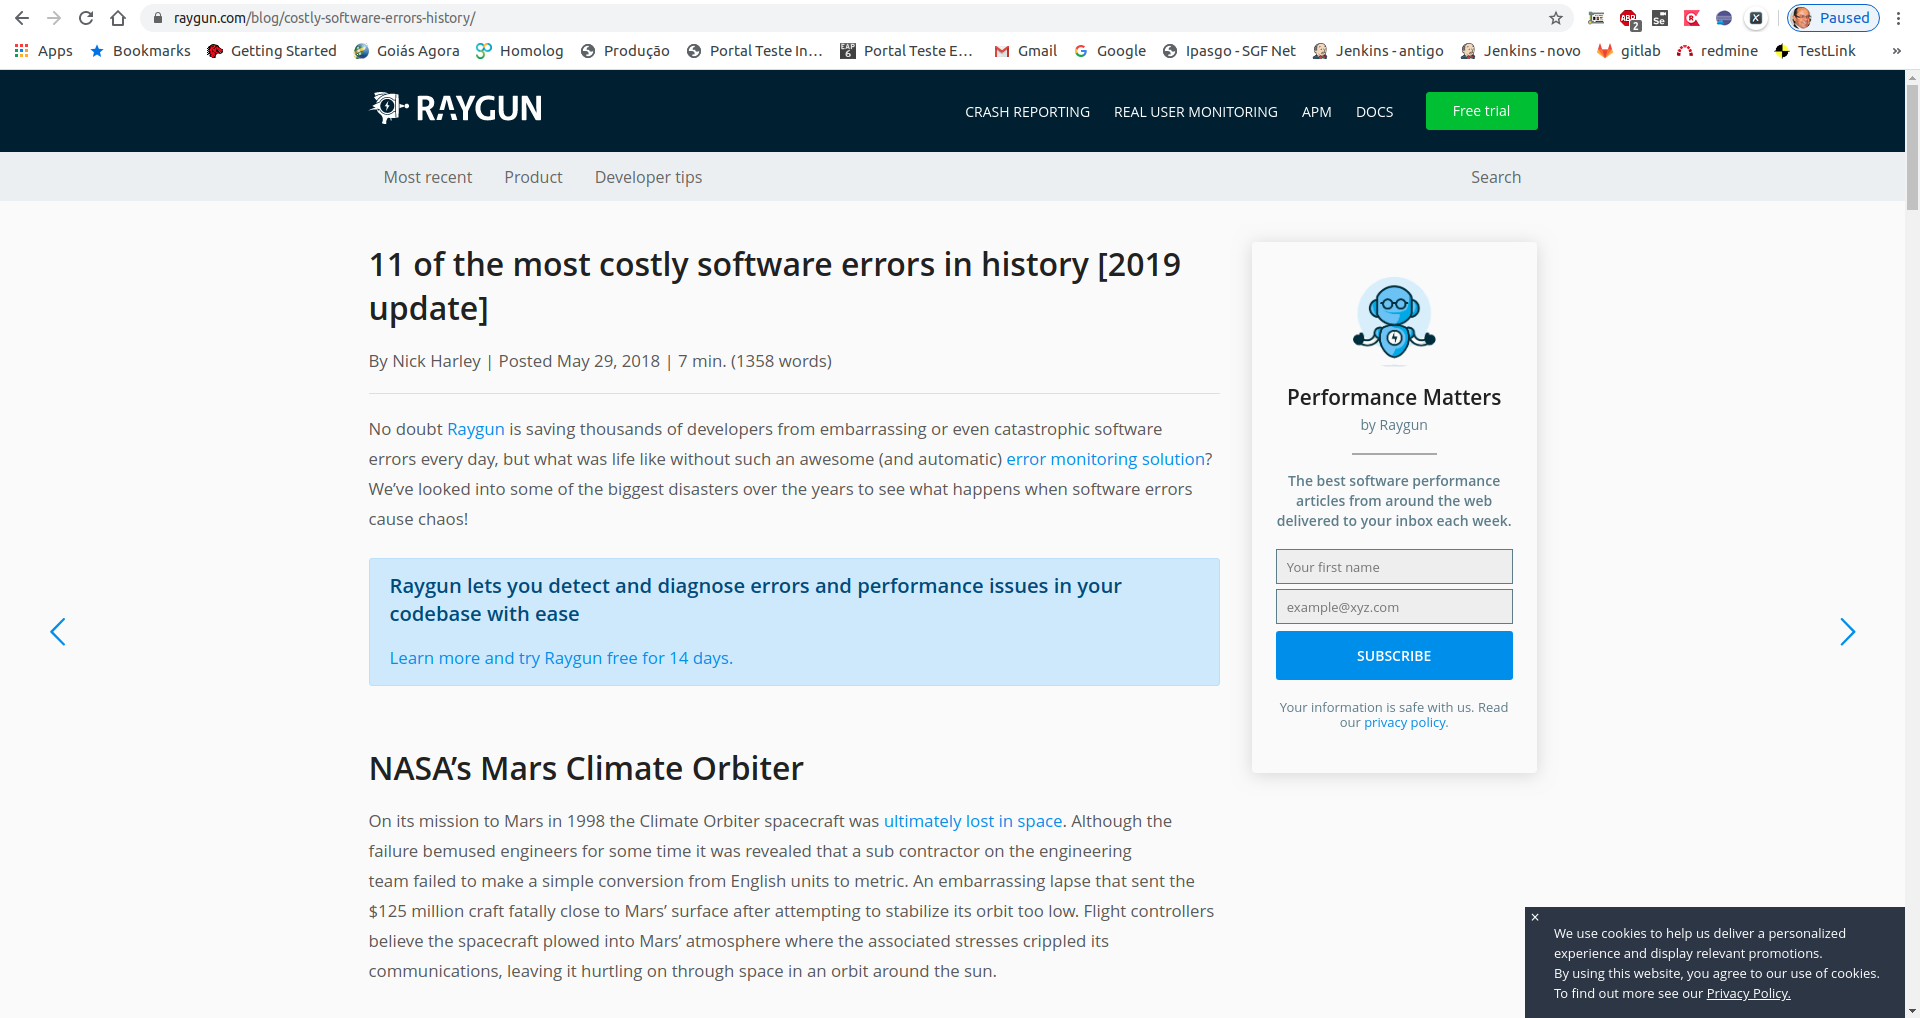 raygun.com/blog/costly-software-errors-history/
ABP
2
Se
X
Paused
Apps
Bookmarks
Getting Started
Goiás Agora
Homolog
Produção
Portal Teste In...
EAP
6
Portal Teste E...
Gmail
Google
Ipasgo - SGF Net
Jenkins - antigo
Jenkins - novo
gitlab
redmine
TestLink
»
RAYGUN
CRASH REPORTING
REAL USER MONITORING
APM
DOCS
Free trial
Most recent
Product
Developer tips
Search
11 of the most costly software errors in history [2019
update]
By Nick Harley | Posted May 29, 2018 | 7 min. (1358 words)
No doubt Raygun is saving thousands of developers from embarrassing or even catastrophic software
errors every day, but what was life like without such an awesome (and automatic) error monitoring solution?
We’ve looked into some of the biggest disasters over the years to see what happens when software errors
cause chaos!
Raygun lets you detect and diagnose errors and performance issues in your
codebase with ease
Learn more and try Raygun free for 14 days.
NASA’s Mars Climate Orbiter
On its mission to Mars in 1998 the Climate Orbiter spacecraft was ultimately lost in space. Although the
failure bemused engineers for some time it was revealed that a sub contractor on the engineering
team failed to make a simple conversion from English units to metric. An embarrassing lapse that sent the
$125 million craft fatally close to Mars’ surface after attempting to stabilize its orbit too low. Flight controllers
believe the spacecraft plowed into Mars’ atmosphere where the associated stresses crippled its
communications, leaving it hurtling on through space in an orbit around the sun.
Performance Matters
by Raygun
The best software performance
articles from around the web
delivered to your inbox each week.
Your first name
example@xyz.com
SUBSCRIBE
Your information is safe with us. Read
our privacy policy.
×
We use cookies to help us deliver a personalized
experience and display relevant promotions.
By using this website, you agree to our use of cookies.
To find out more see our Privacy Policy.